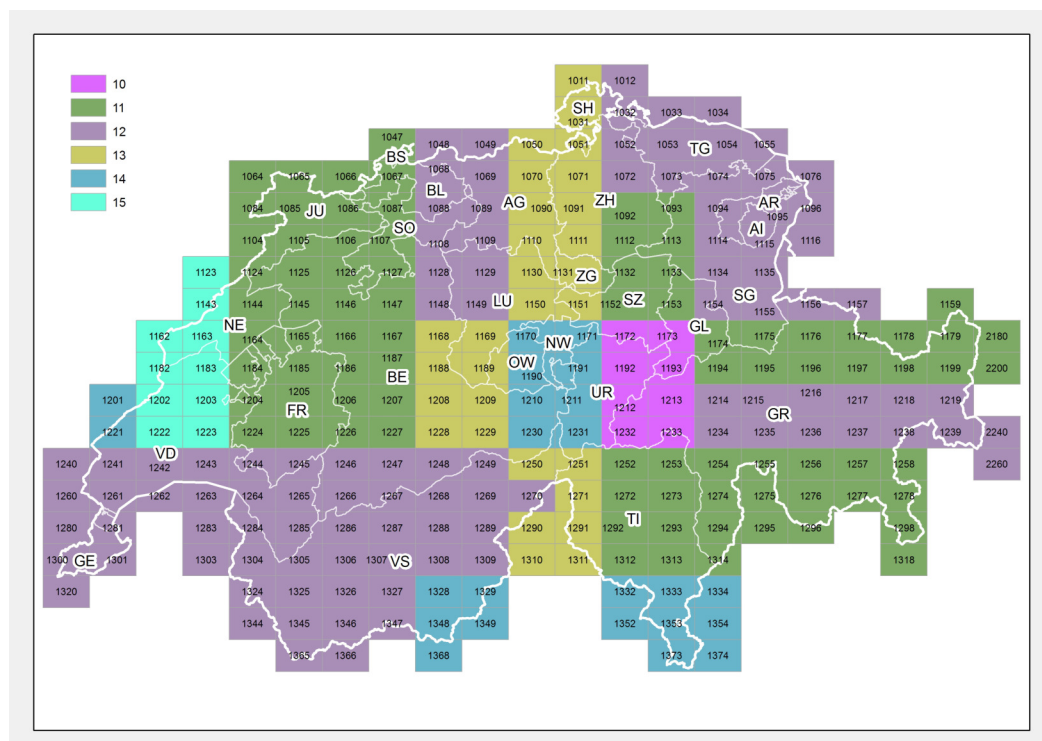 10
11
12
13
14
15
1011 1012
SH
1031 1032 1033 1034
1047 1048 1049 1050 1051 1052 1053 1054 1055
BS TG
1064 1065 1066 1067 1068 1069 1070 1071 1072 1073 1074 1075 1076
BL AG ZH AR
1084 1085 1086 1087 1088 1089 1090 1091 1092 1093 1094 1095 1096
JU SO AI
1104 1105 1106 1107 1108 1109 1110 1111 1112 1113 1114 1115 1116
1123 1124 1125 1126 1127 1128 1129 1130 1131 1132 1133 1134 1135
ZG
1143 1144 1145 1146 1147 1148 1149 1150 1151 1152 1153 1154 1155 1156 1157 1159
LU SZ SG
NE GL
1162 1163 1164 1165 1166 1167 1168 1169 1170 1171 1172 1173 1174 1175 1176 1177 1178 1179 2180
NW
1182 1183 1184 1185 1186 1187 1188 1189 1190 1191 1192 1193 1194 1195 1196 1197 1198 1199 2200
OW
BE
1201 1202 1203 1204 1205 1206 1207 1208 1209 1210 1211 1212 1213 1214 1215 1216 1217 1218 1219
FR UR GR
1221 1222 1223 1224 1225 1226 1227 1228 1229 1230 1231 1232 1233 1234 1235 1236 1237 1238 1239 2240
VD
1240 1241 1242 1243 1244 1245 1246 1247 1248 1249 1250 1251 1252 1253 1254 1255 1256 1257 1258 2260
1260 1261 1262 1263 1264 1265 1266 1267 1268 1269 1270 1271 1272 1273 1274 1275 1276 1277 1278
TI
1280 1281 1283 1284 1285 1286 1287 1288 1289 1290 1291 1292 1293 1294 1295 1296 1298
1300 GE 1301 1303 1304 1305 1306 1307 VS 1308 1309 1310 1311 1312 1313 1314 1318
1320 1324 1325 1326 1327 1328 1329 1332 1333 1334
1344 1345 1346 1347 1348 1349 1352 1353 1354
1365 1366 1368 1373 1374